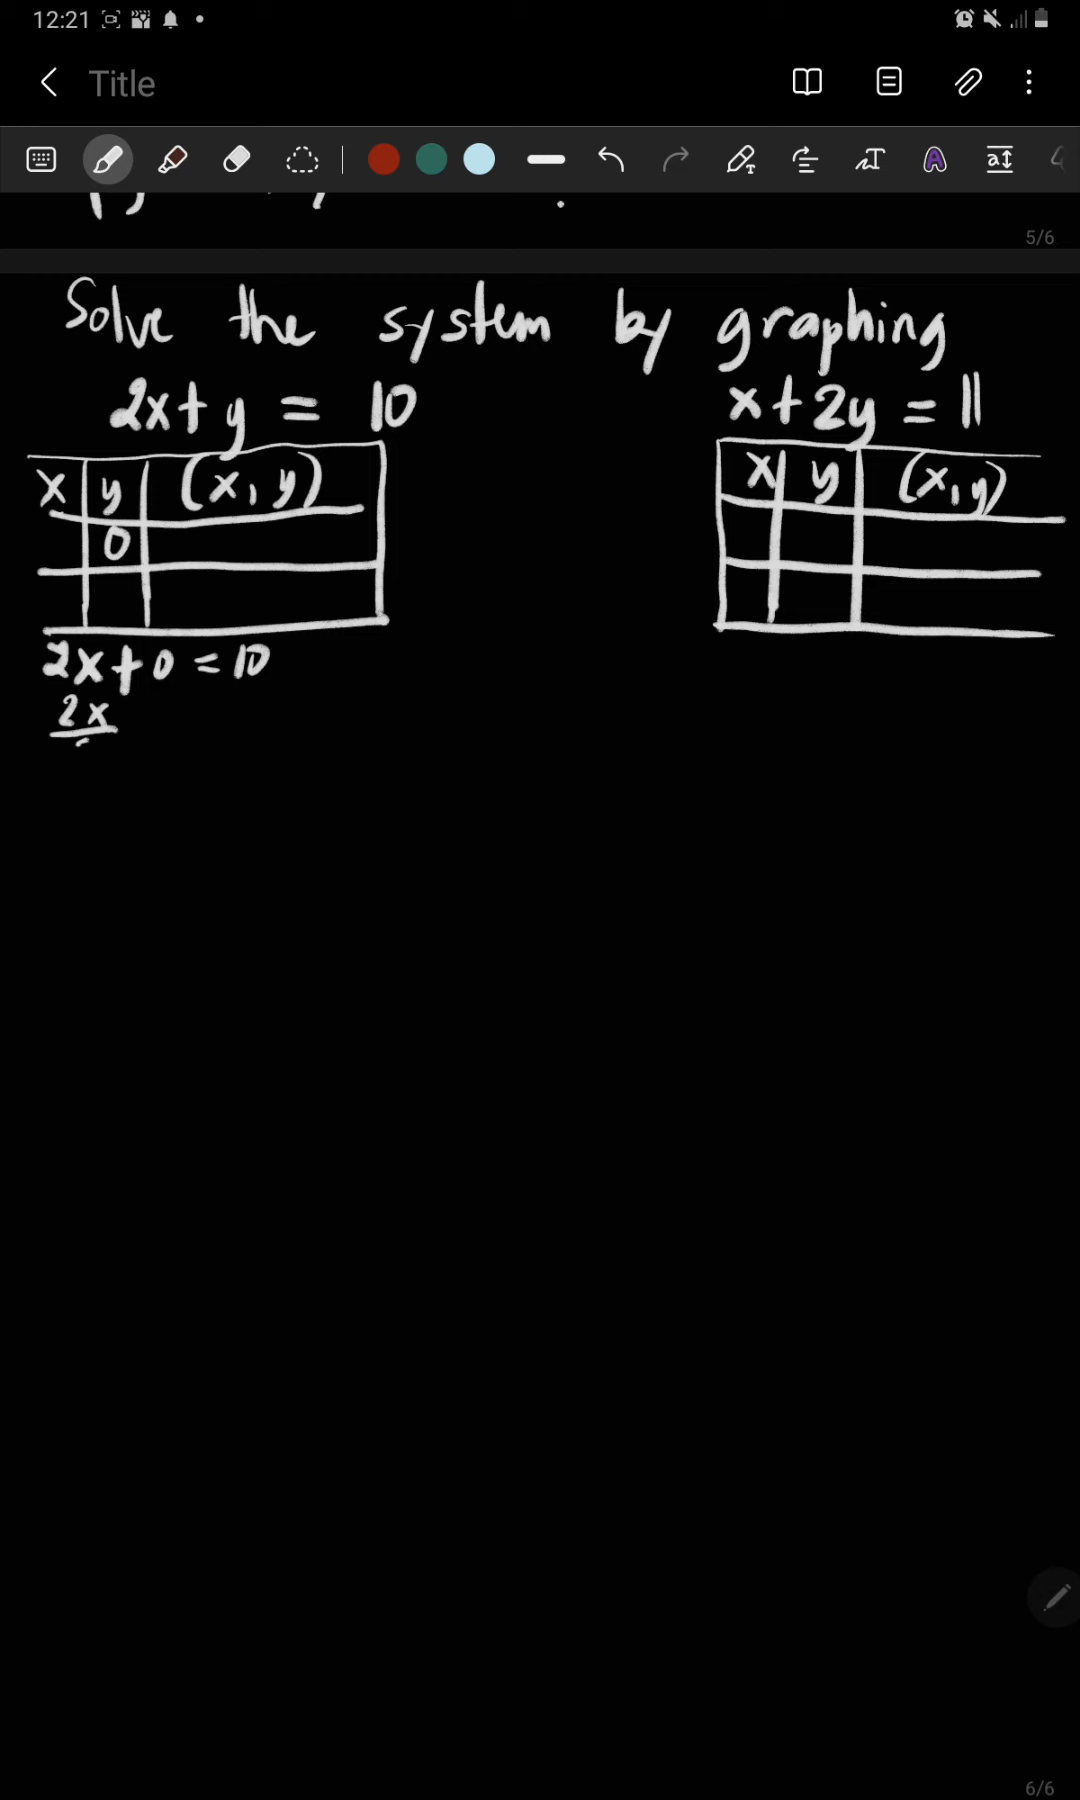 12:21
Title
5/6
Solve the system by graphing
2x + y = 10
x + 2y = 11
x y (x, y)
0
x y (x, y)
2x + 0 = 10
2x
6/6